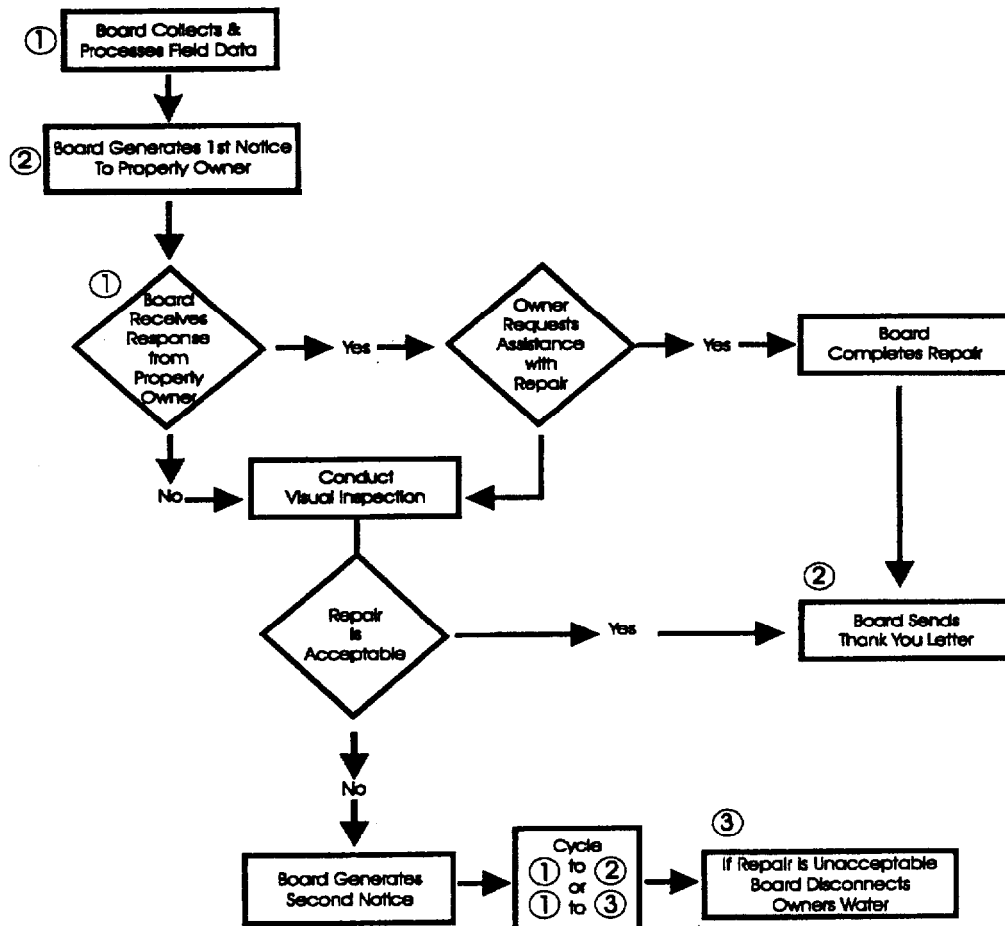 ①
Board Collects &
Processes Field Data
②
Board Generates 1st Notice
To Property Owner
①
Board
Receives
Response
from
Property
Owner
Yes
Owner
Requests
Assistance
with
Repair
Yes
Board
Completes Repair
No
Conduct
Visual Inspection
Repair
is
Acceptable
Yes
②
Board Sends
Thank You Letter
No
Board Generates
Second Notice
Cycle
① to ②
or
① to ③
③
If Repair is Unacceptable
Board Disconnects
Owners Water